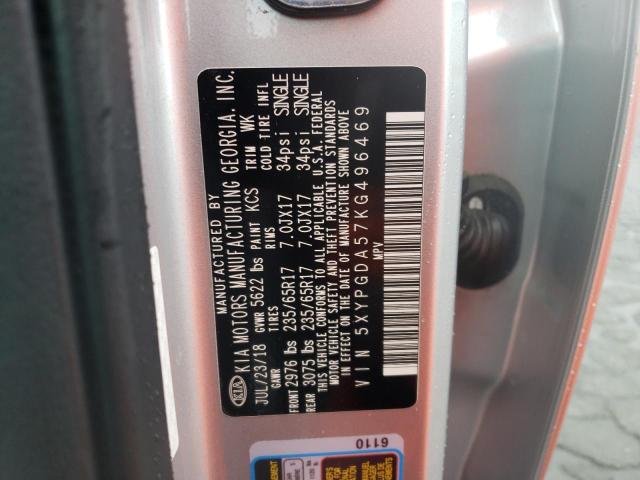 KIA
MANUFACTURED BY
KIA MOTORS MANUFACTURING GEORGIA, INC.
JUL/23/18 GVWR 5622 lbs PAINT KCS TRIM WK
GAWR TIRES RIMS COLD TIRE INFL
FRONT 2976 lbs 235/65R17 7.0JX17 34psi SINGLE
REAR 3075 lbs 235/65R17 7.0JX17 34psi SINGLE
THIS VEHICLE CONFORMS TO ALL APPLICABLE U.S.A. FEDERAL
MOTOR VEHICLE SAFETY AND THEFT PREVENTION STANDARDS
IN EFFECT ON THE DATE OF MANUFACTURE SHOWN ABOVE
VIN 5XYPGDA57KG496469
MPV
6110